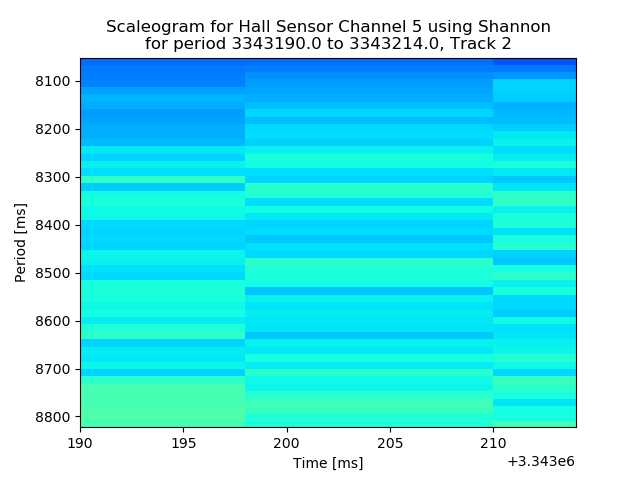 Scaleogram for Hall Sensor Channel 5 using Shannon
for period 3343190.0 to 3343214.0, Track 2
8100
8200
8300
8400
8500
8600
8700
8800
Period [ms]
190
195
200
205
210
Time [ms]
+3.343e6